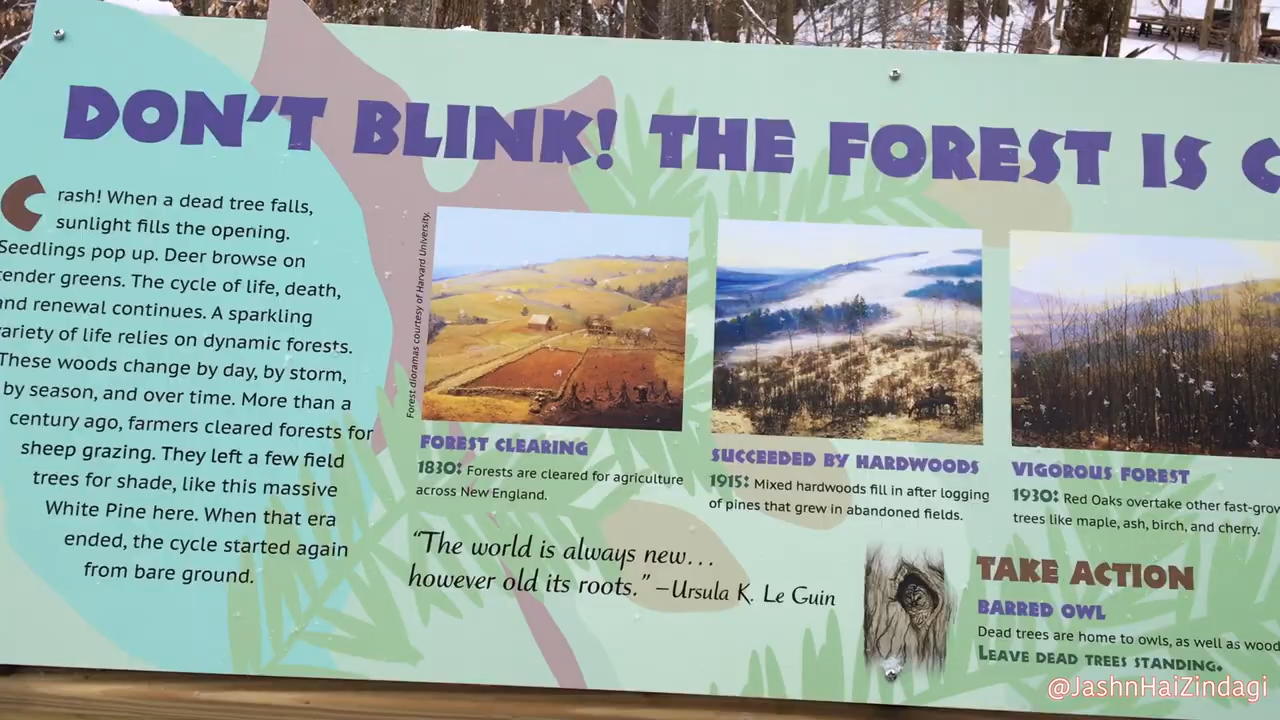 DON'T BLINK! THE FOREST IS C
Crash! When a dead tree falls,
sunlight fills the opening.
Seedlings pop up. Deer browse on
tender greens. The cycle of life, death,
and renewal continues. A sparkling
variety of life relies on dynamic forests.
These woods change by day, by storm,
by season, and over time. More than a
century ago, farmers cleared forests for
sheep grazing. They left a few field
trees for shade, like this massive
White Pine here. When that era
ended, the cycle started again
from bare ground.
Forest dioramas courtesy of Harvard University.
FOREST CLEARING
1830: Forests are cleared for agriculture
across New England.
SUCCEEDED BY HARDWOODS
1915: Mixed hardwoods fill in after logging
of pines that grew in abandoned fields.
VIGOROUS FOREST
1930: Red Oaks overtake other fast-grow
trees like maple, ash, birch, and cherry.
"The world is always new...
however old its roots." –Ursula K. Le Guin
TAKE ACTION
BARRED OWL
Dead trees are home to owls, as well as wood
LEAVE DEAD TREES STANDING.
@JashnHaiZindagi